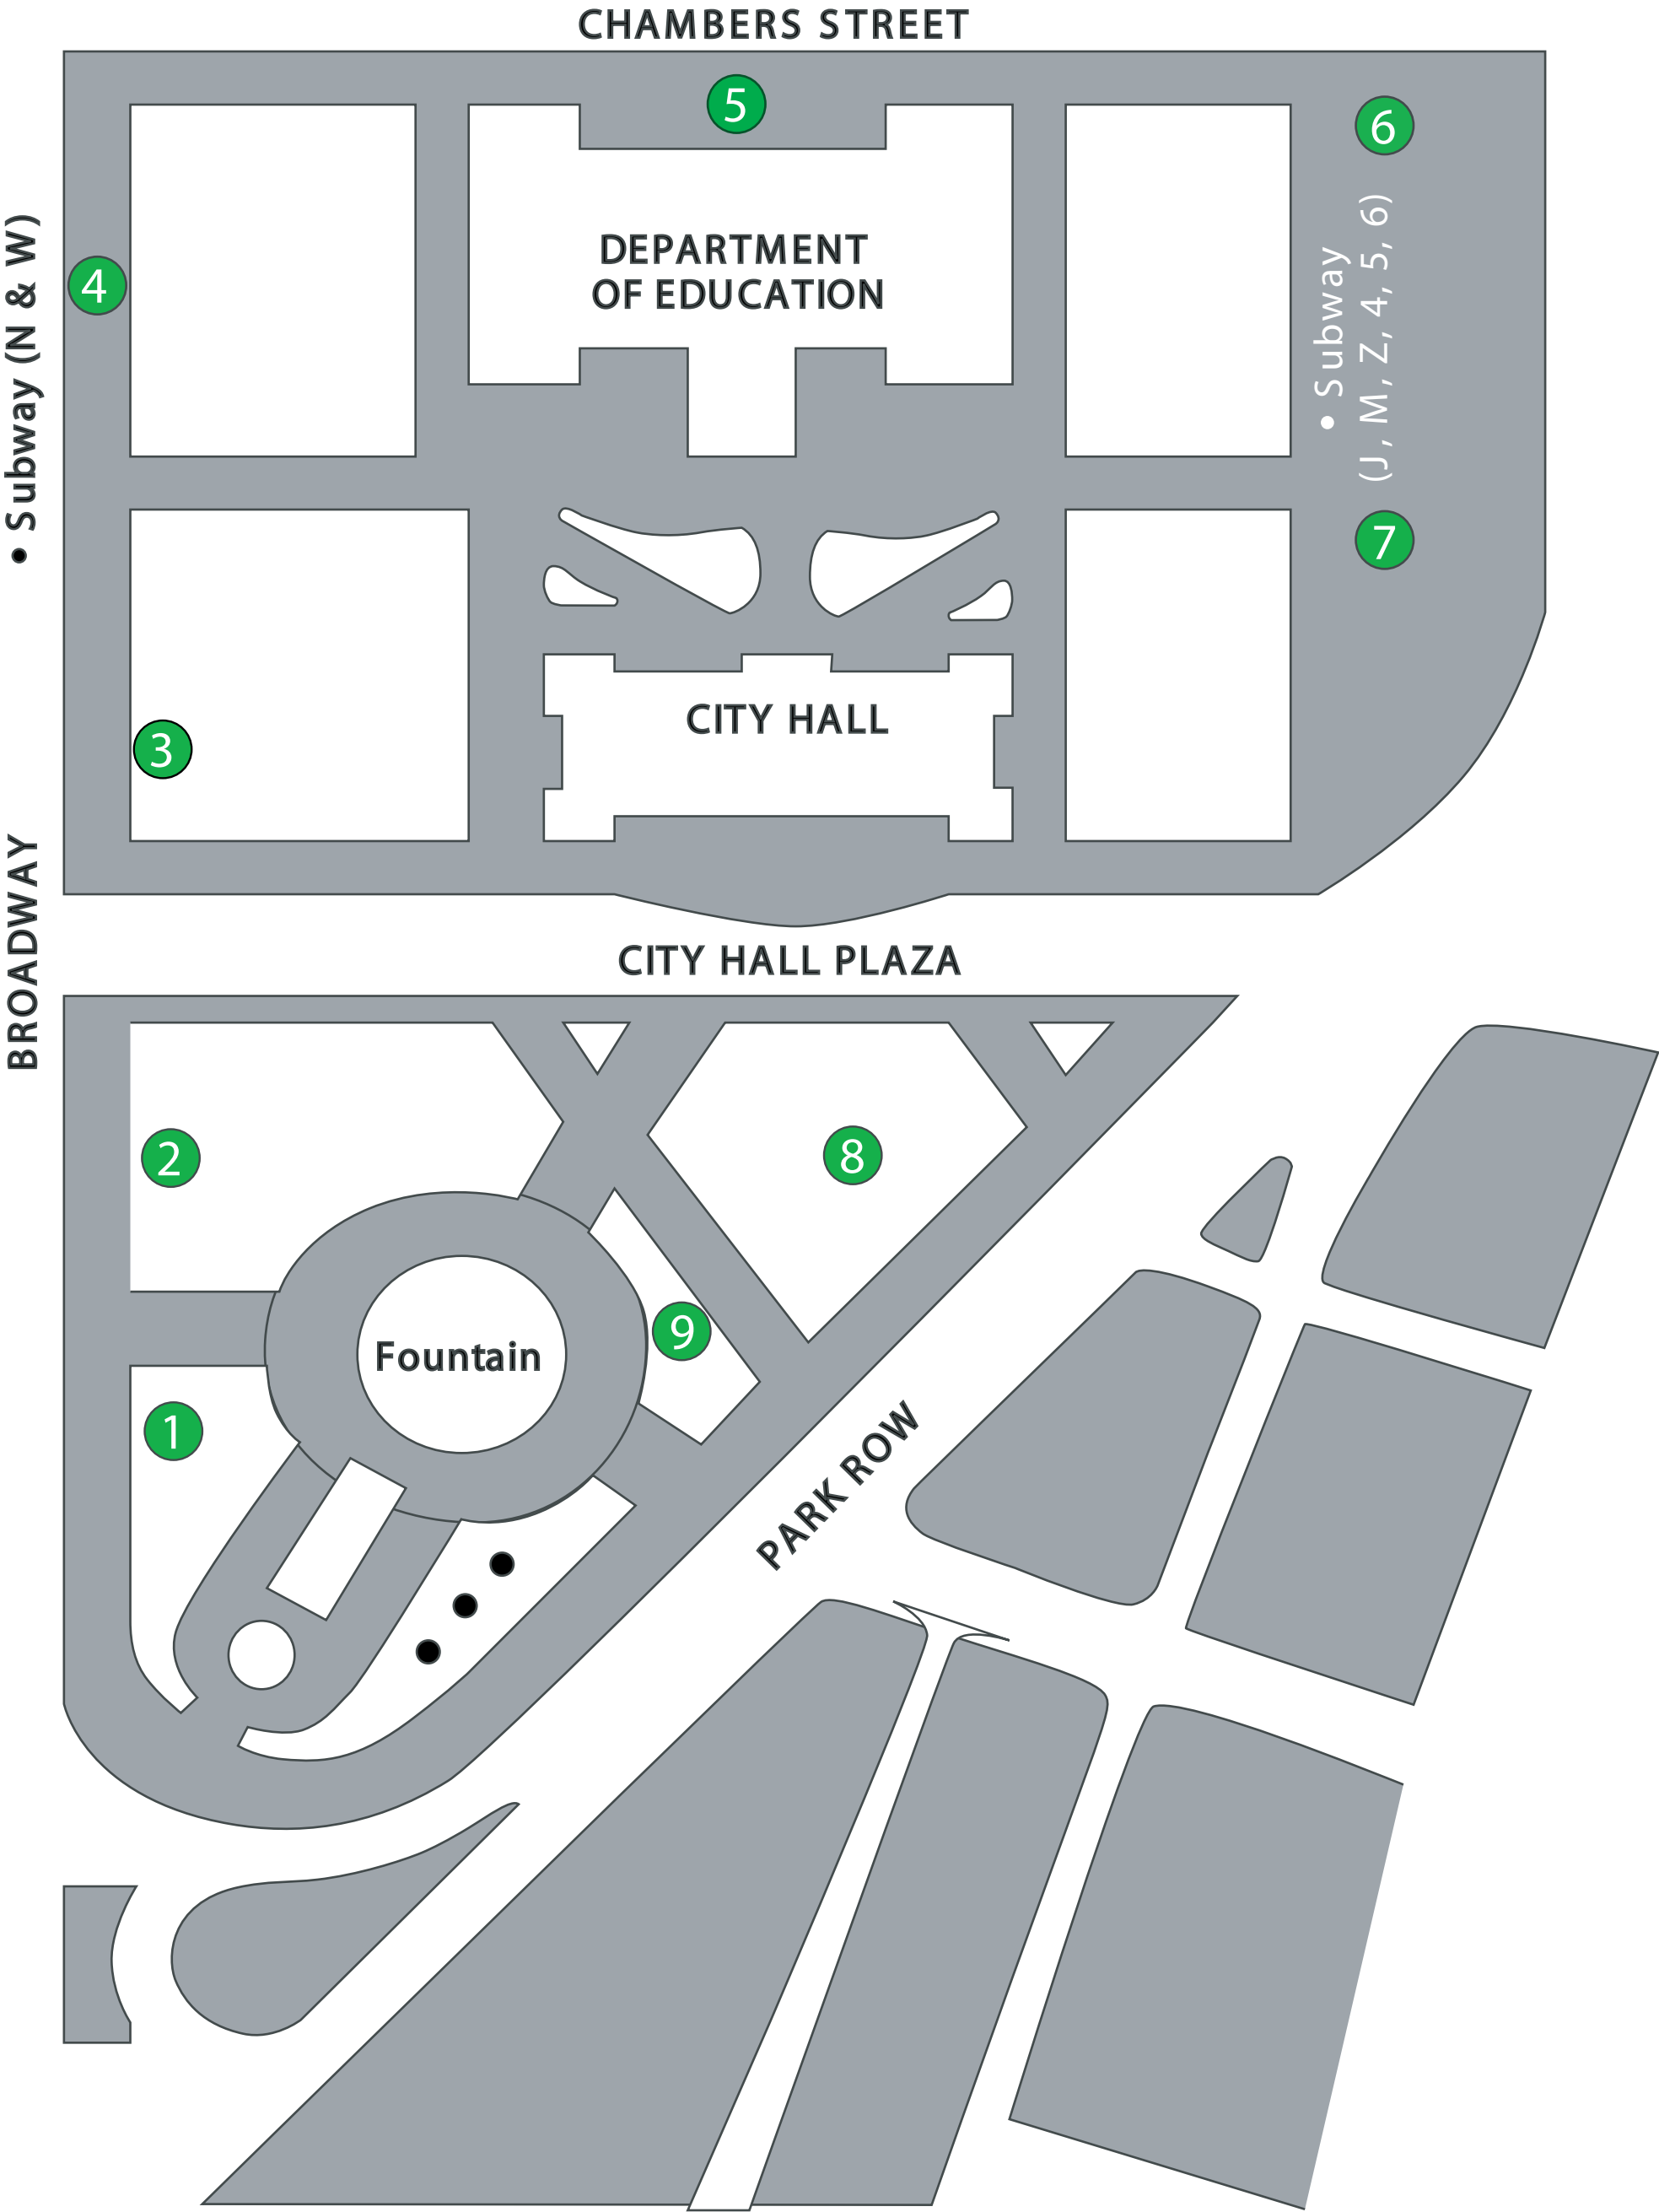 CHAMBERS STREET
5
6
4
• Subway (N & W)
DEPARTMENT
OF EDUCATION
• Subway
(J, M, Z, 4, 5, 6)
7
3
CITY HALL
BROADWAY
CITY HALL PLAZA
2
8
9
Fountain
1
PARK ROW